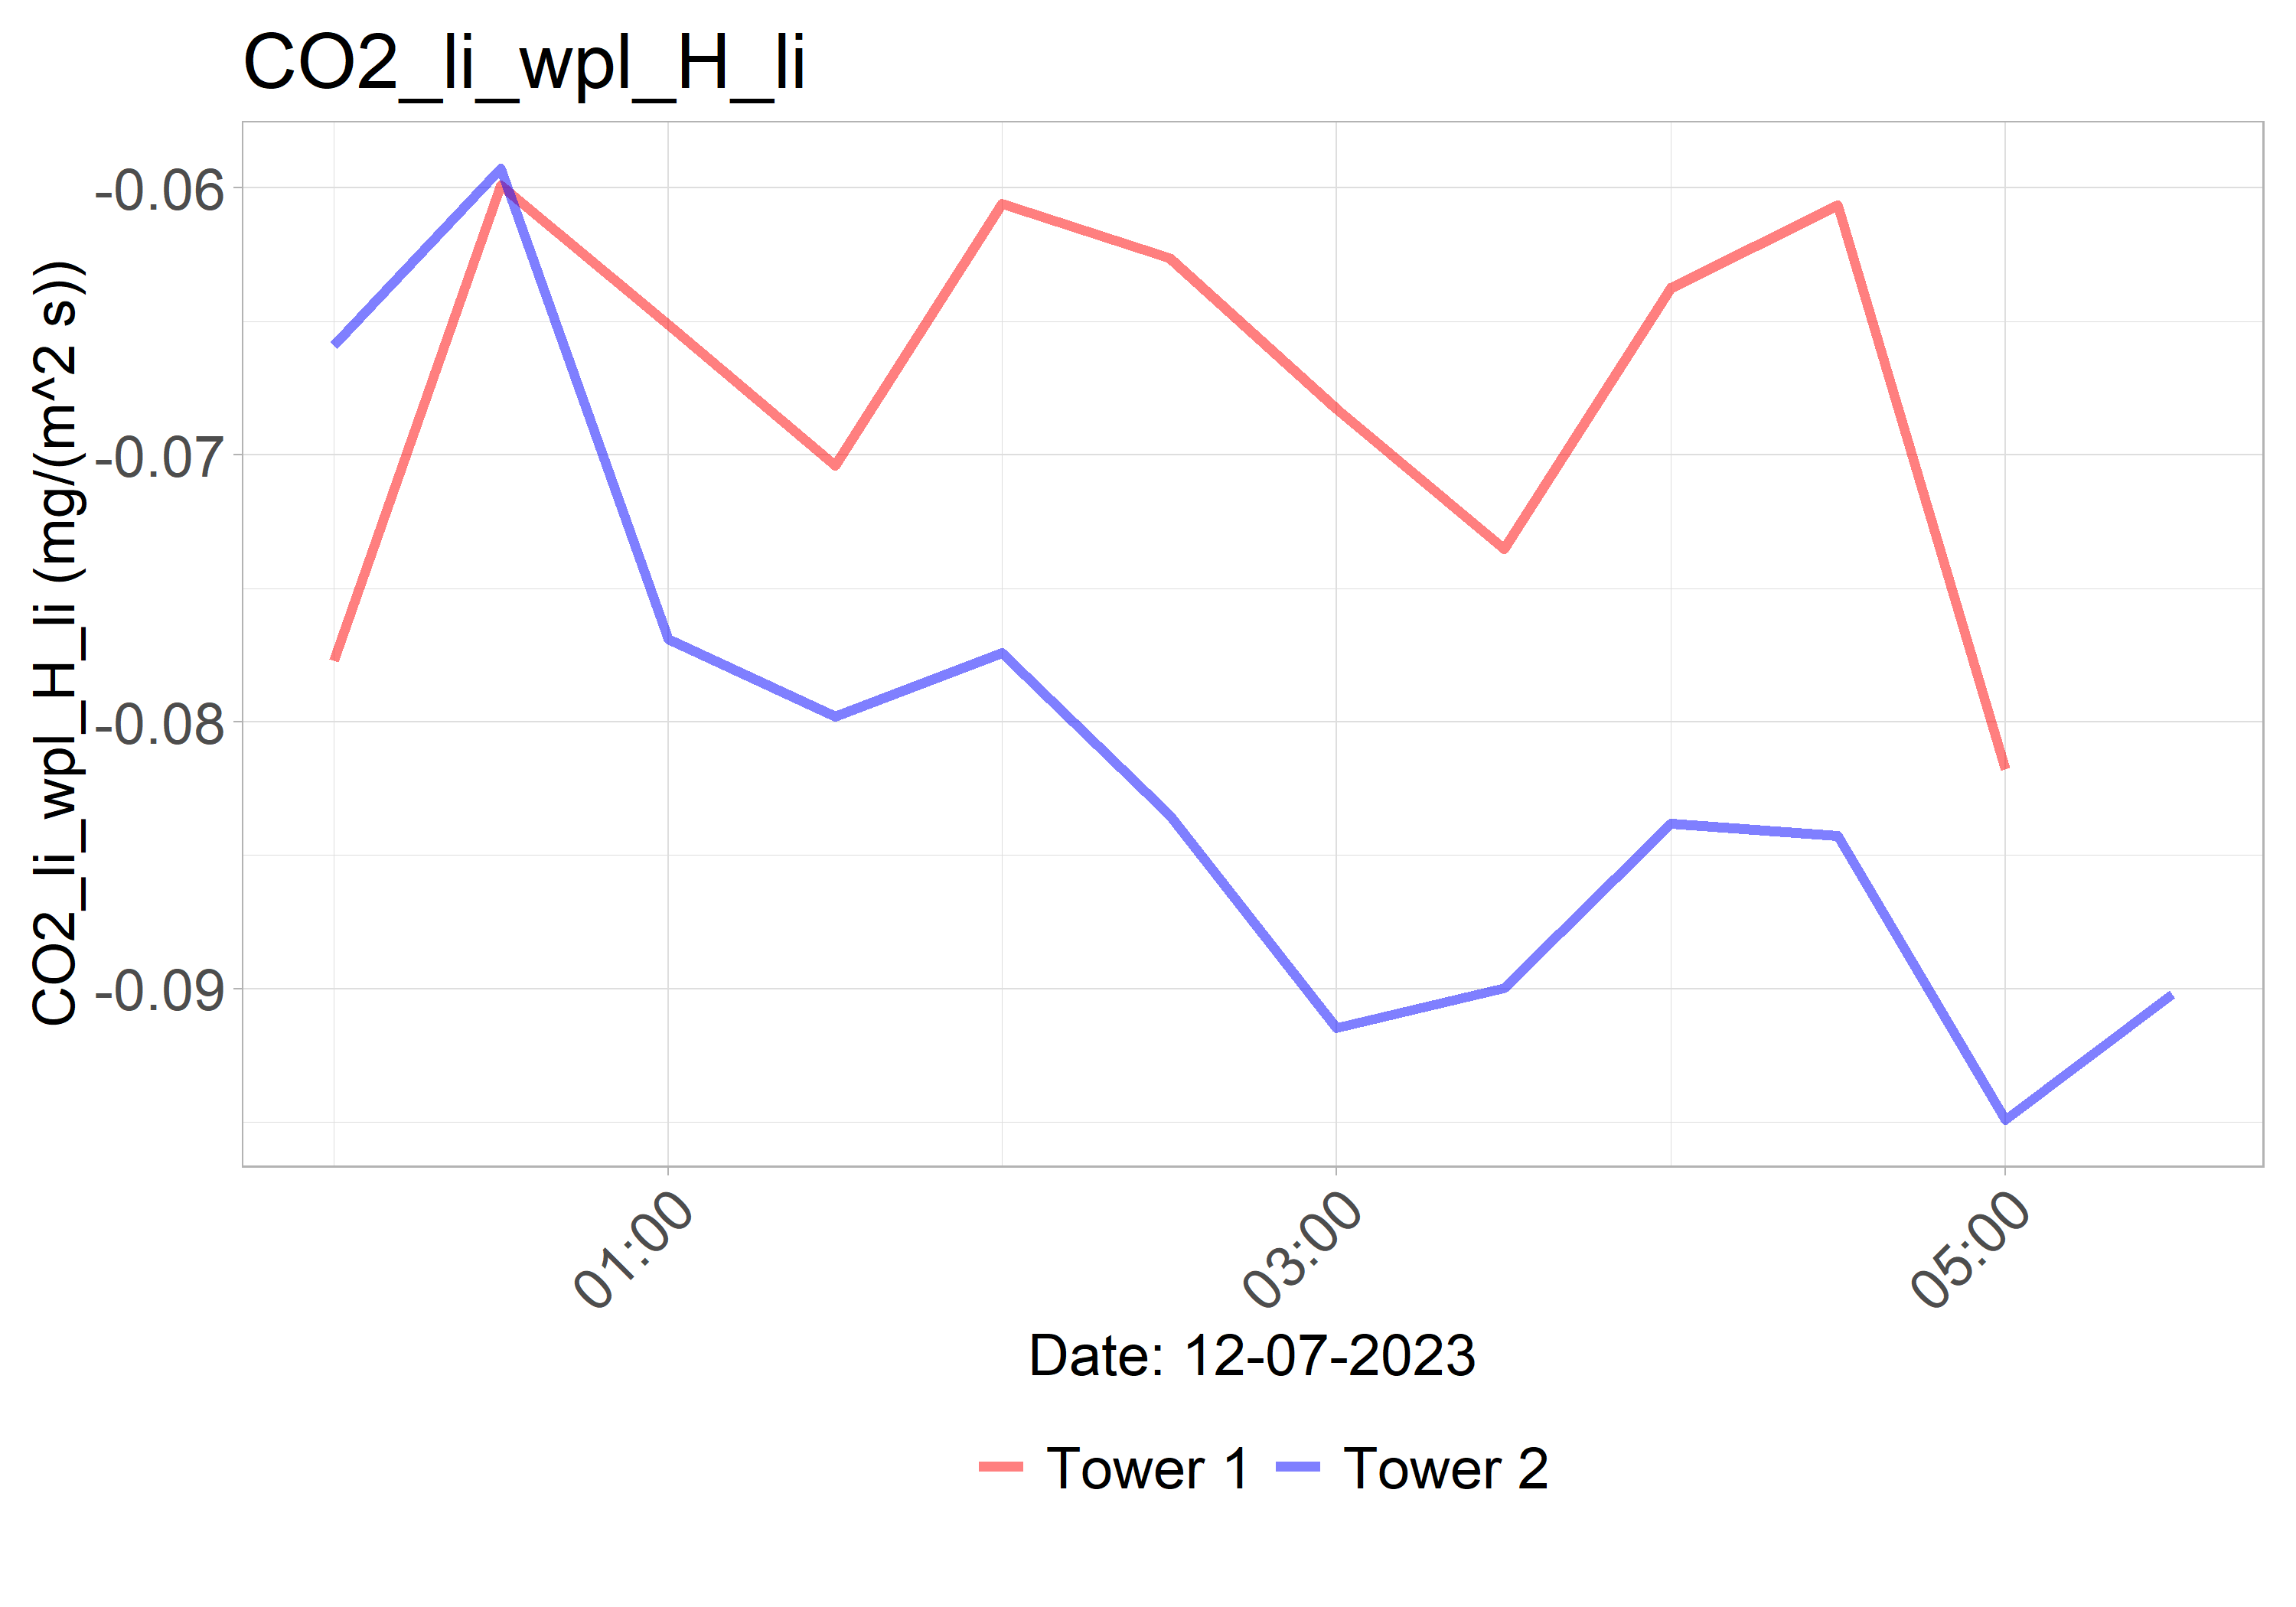 CO2_li_wpl_H_li
CO2_li_wpl_H_li (mg/(m^2 s))
-0.06
-0.07
-0.08
-0.09
01:00
03:00
05:00
Date: 12-07-2023
Tower 1
Tower 2